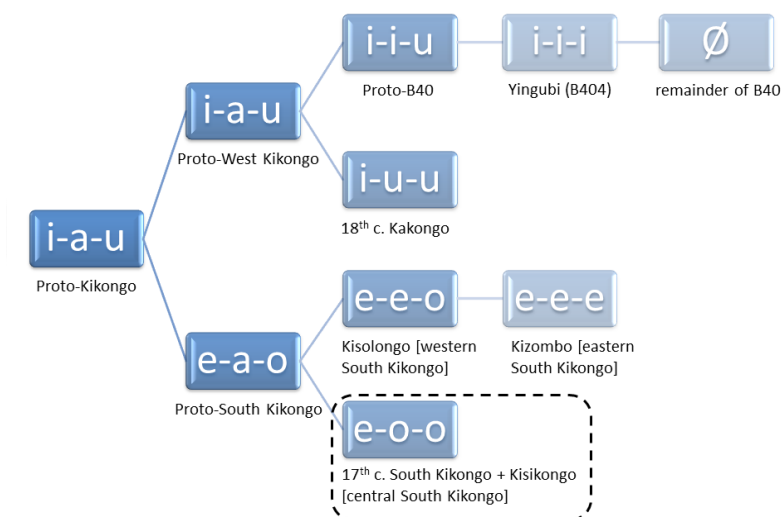 i-i-u
i-i-i
Ø
Proto-B40
Yingubi (B404)
remainder of B40
i-a-u
Proto-West Kikongo
i-u-u
18th c. Kakongo
i-a-u
Proto-Kikongo
e-e-o
e-e-e
Kisolongo [western
South Kikongo]
Kizombo [eastern
South Kikongo]
e-a-o
Proto-South Kikongo
e-o-o
17th c. South Kikongo + Kisikongo
[central South Kikongo]